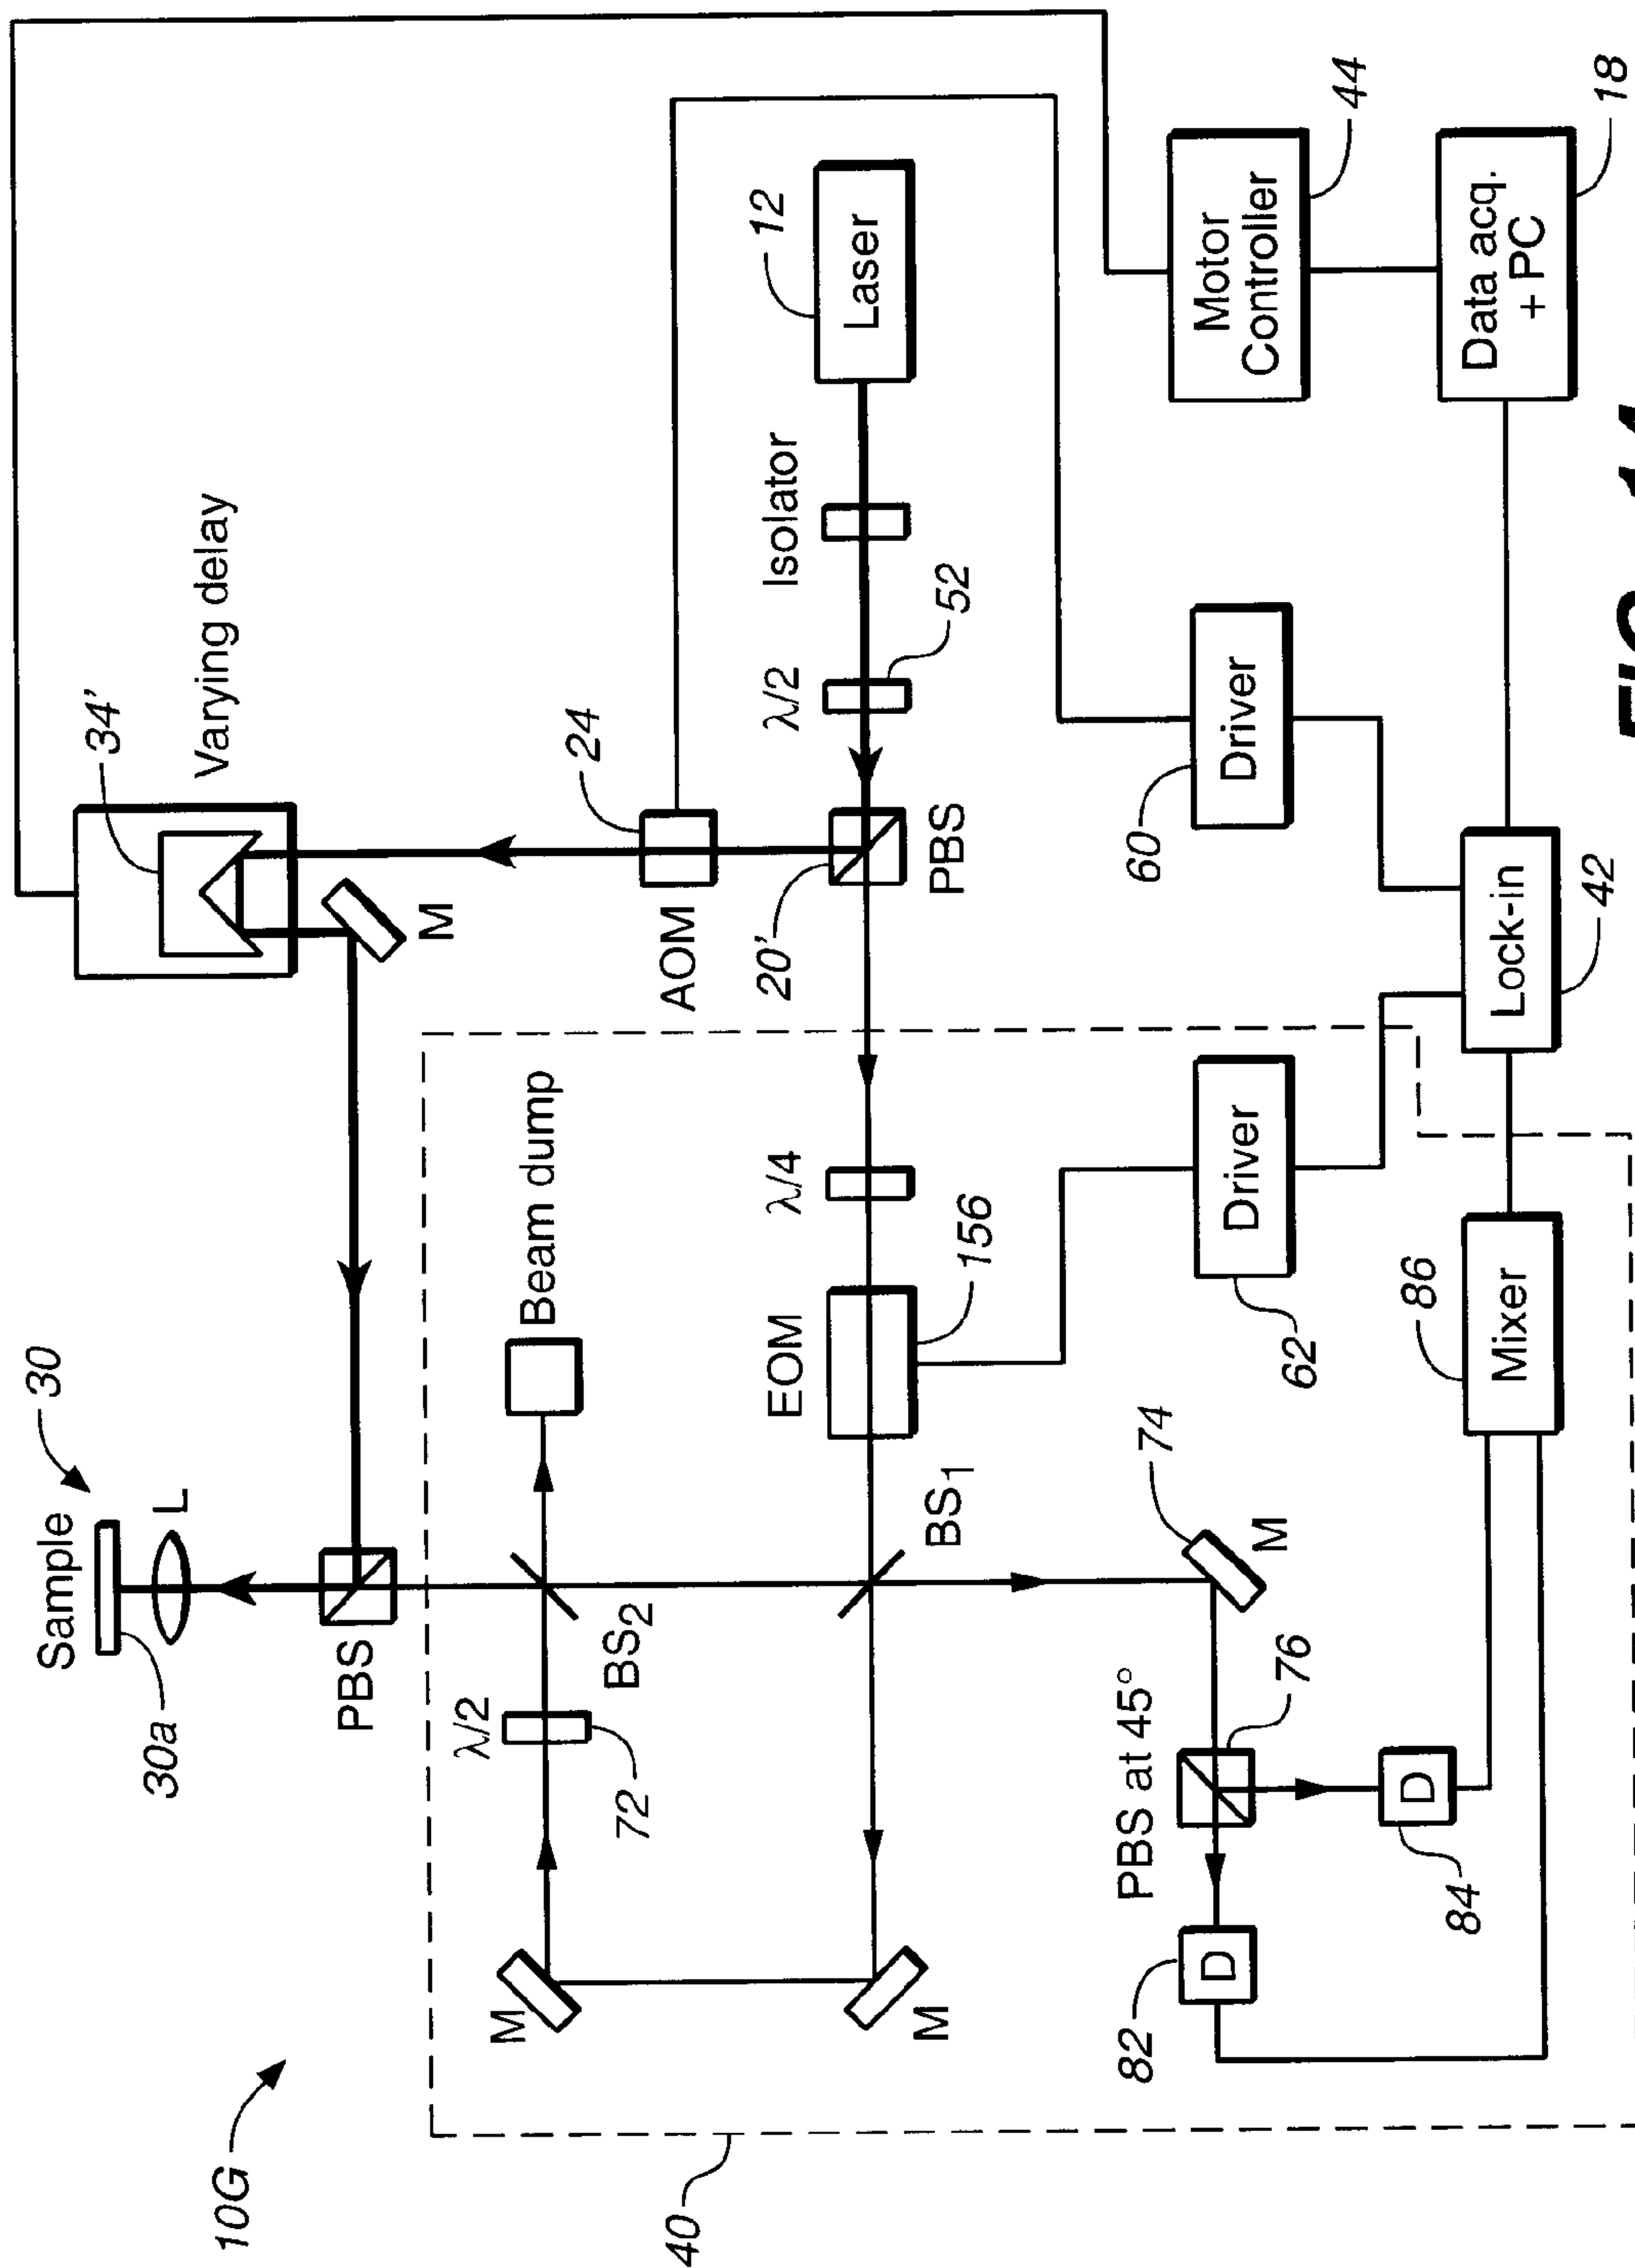 10G
30
Sample
30a
L
PBS
34'
Varying delay
M
40
M
λ/2
72
BS2
Beam dump
AOM
24
M
BS1
EOM
156
λ/4
20'
PBS
λ/2
52
Isolator
Laser
12
82
D
PBS at 45°
76
74
M
84
D
62
Driver
60
Driver
Motor
Controller
44
86
Mixer
Lock-in
42
Data acq.
+ PC
18